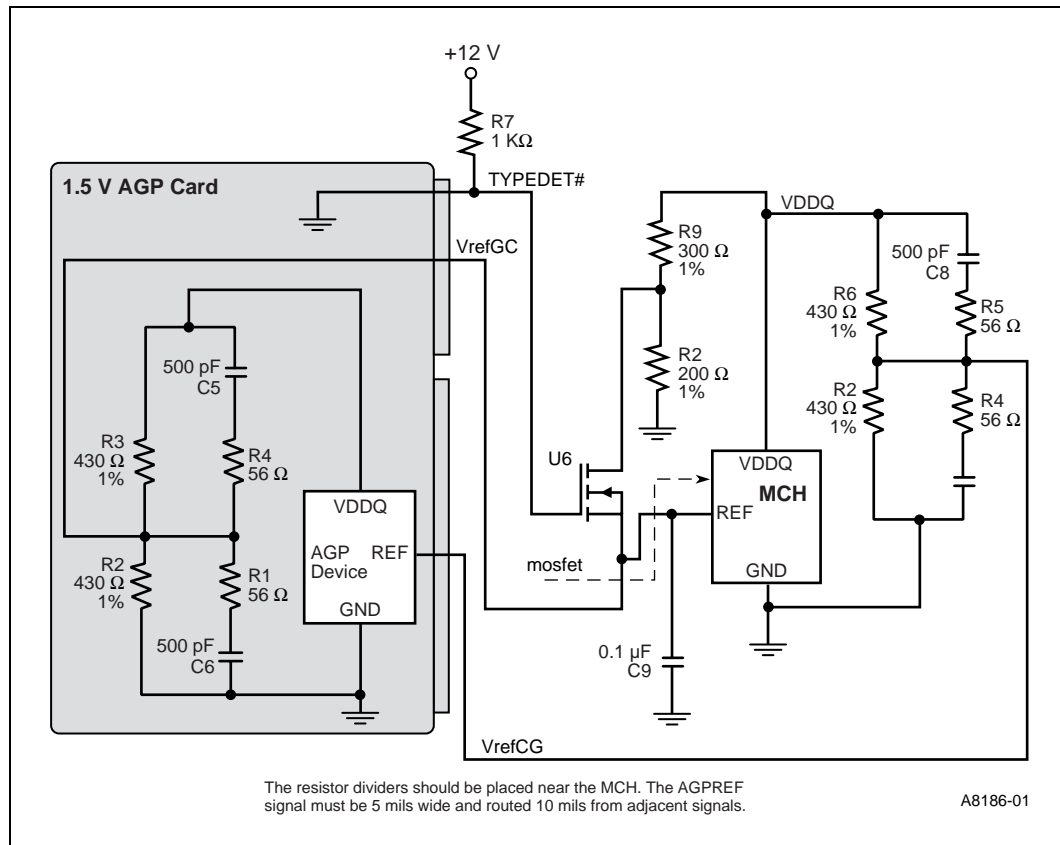 +12 V
R7
1 KΩ
1.5 V AGP Card
TYPEDET#
VrefGC
VDDQ
R9
300 Ω
1%
500 pF
C8
R6
430 Ω
1%
R5
56 Ω
500 pF
C5
R2
200 Ω
1%
R2
430 Ω
1%
R4
56 Ω
R3
430 Ω
1%
R4
56 Ω
U6
VDDQ
MCH
REF
GND
VDDQ
AGP
Device
REF
GND
mosfet
R2
430 Ω
1%
R1
56 Ω
500 pF
C6
0.1 µF
C9
VrefCG
The resistor dividers should be placed near the MCH. The AGPREF
signal must be 5 mils wide and routed 10 mils from adjacent signals.
A8186-01